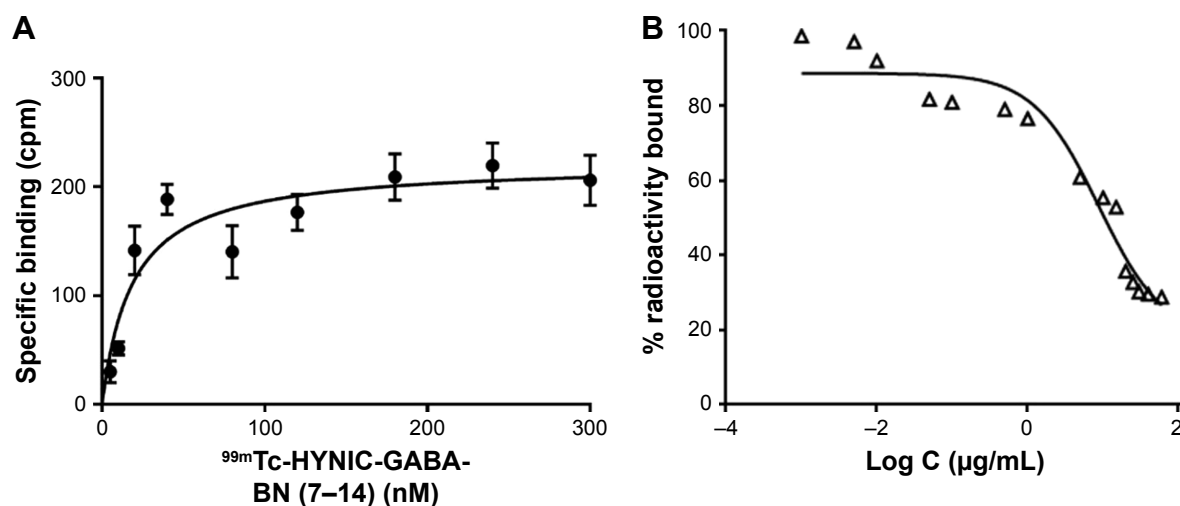 A
300
200
100
0
0
100
200
300
Specific binding (cpm)
⁹⁹ᵐTc-HYNIC-GABA-
BN (7–14) (nM)
B
100
80
60
40
20
0
–4
–2
0
2
% radioactivity bound
Log C (µg/mL)